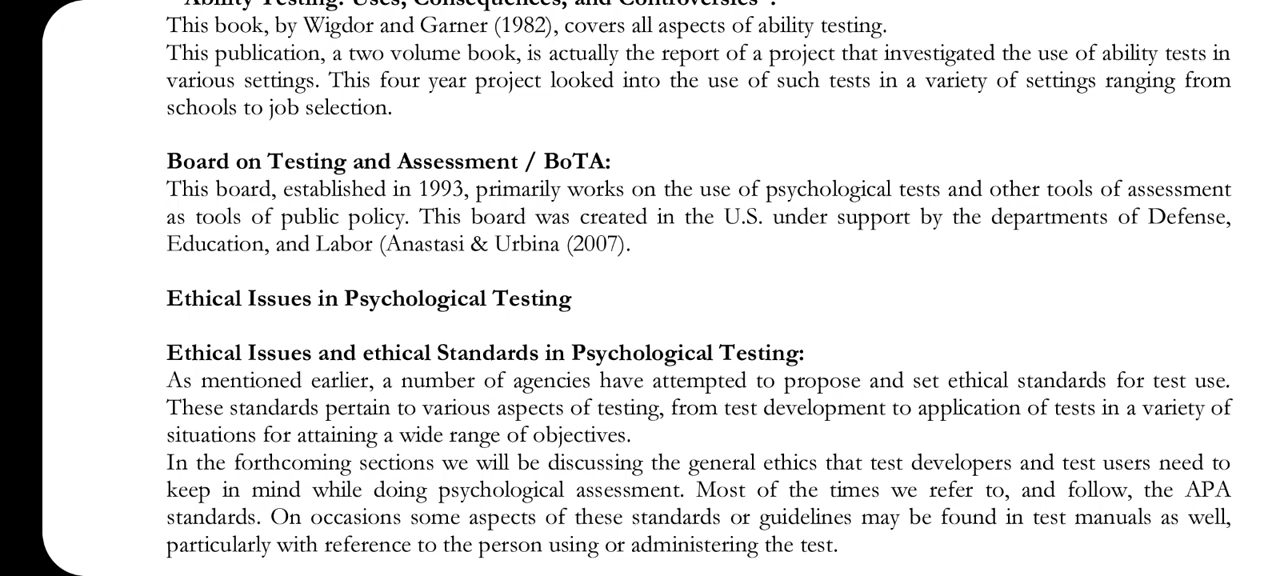 "Ability Testing: Uses, Consequences, and Controversies":
This book, by Wigdor and Garner (1982), covers all aspects of ability testing.
This publication, a two volume book, is actually the report of a project that investigated the use of ability tests in
various settings. This four year project looked into the use of such tests in a variety of settings ranging from
schools to job selection.
Board on Testing and Assessment / BoTA:
This board, established in 1993, primarily works on the use of psychological tests and other tools of assessment
as tools of public policy. This board was created in the U.S. under support by the departments of Defense,
Education, and Labor (Anastasi & Urbina (2007).
Ethical Issues in Psychological Testing
Ethical Issues and ethical Standards in Psychological Testing:
As mentioned earlier, a number of agencies have attempted to propose and set ethical standards for test use.
These standards pertain to various aspects of testing, from test development to application of tests in a variety of
situations for attaining a wide range of objectives.
In the forthcoming sections we will be discussing the general ethics that test developers and test users need to
keep in mind while doing psychological assessment. Most of the times we refer to, and follow, the APA
standards. On occasions some aspects of these standards or guidelines may be found in test manuals as well,
particularly with reference to the person using or administering the test.